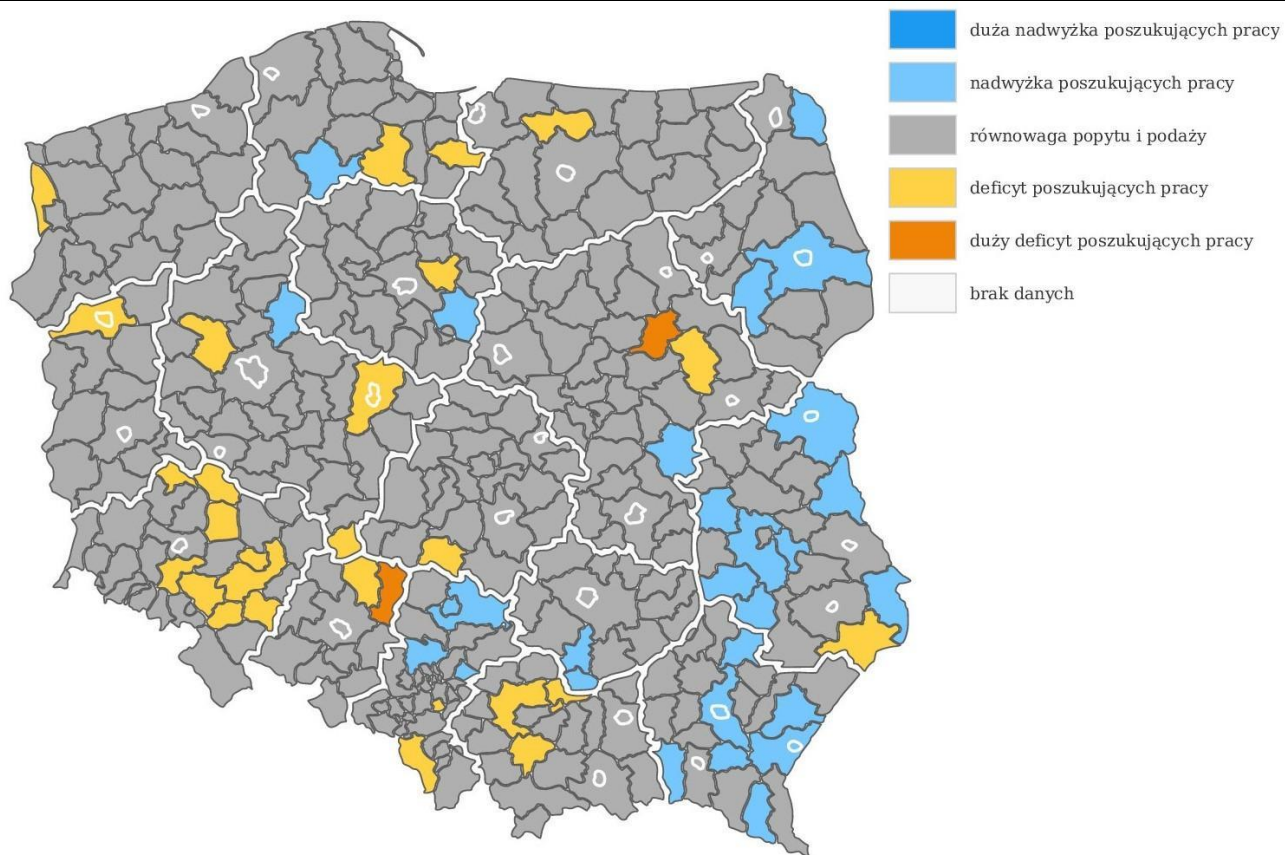 duża nadwyżka poszukujących pracy
nadwyżka poszukujących pracy
równowaga popytu i podaży
deficyt poszukujących pracy
duży deficyt poszukujących pracy
brak danych